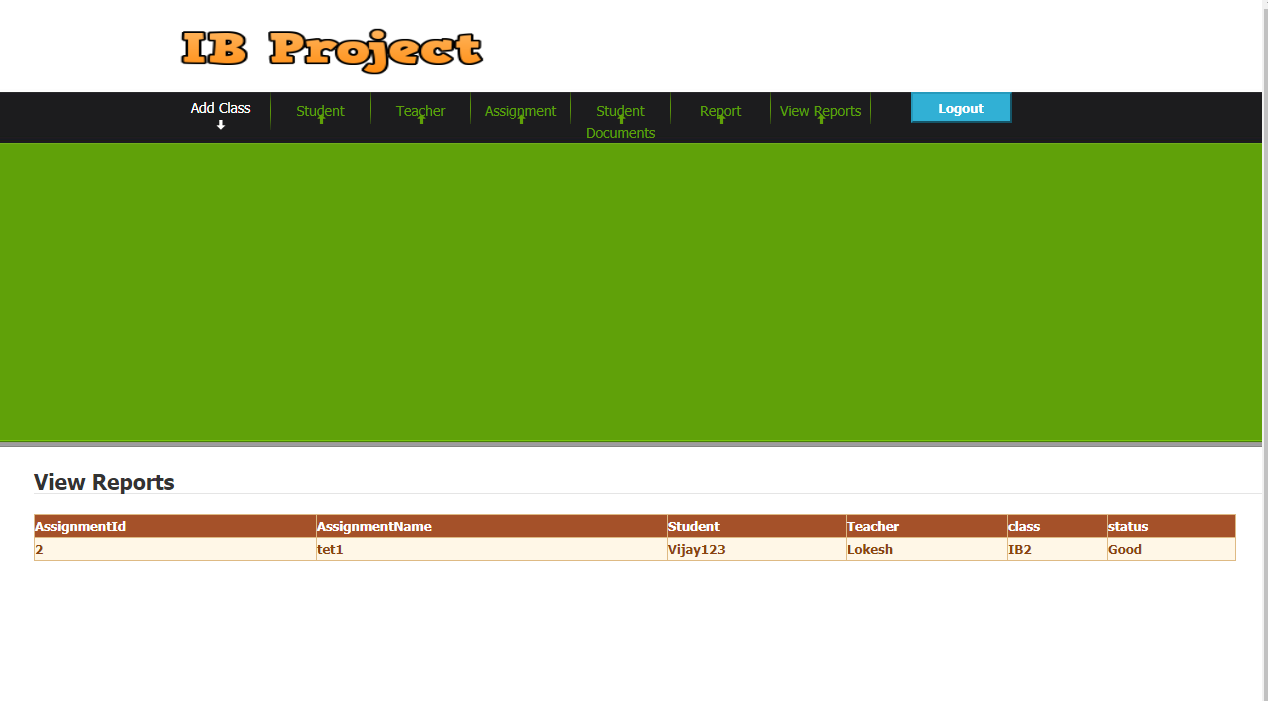 IB Project
Add Class Student Teacher Assignment Student Documents Report View Reports Logout
View Reports
AssignmentId AssignmentName Student Teacher class status
2 tet1 Vijay123 Lokesh IB2 Good